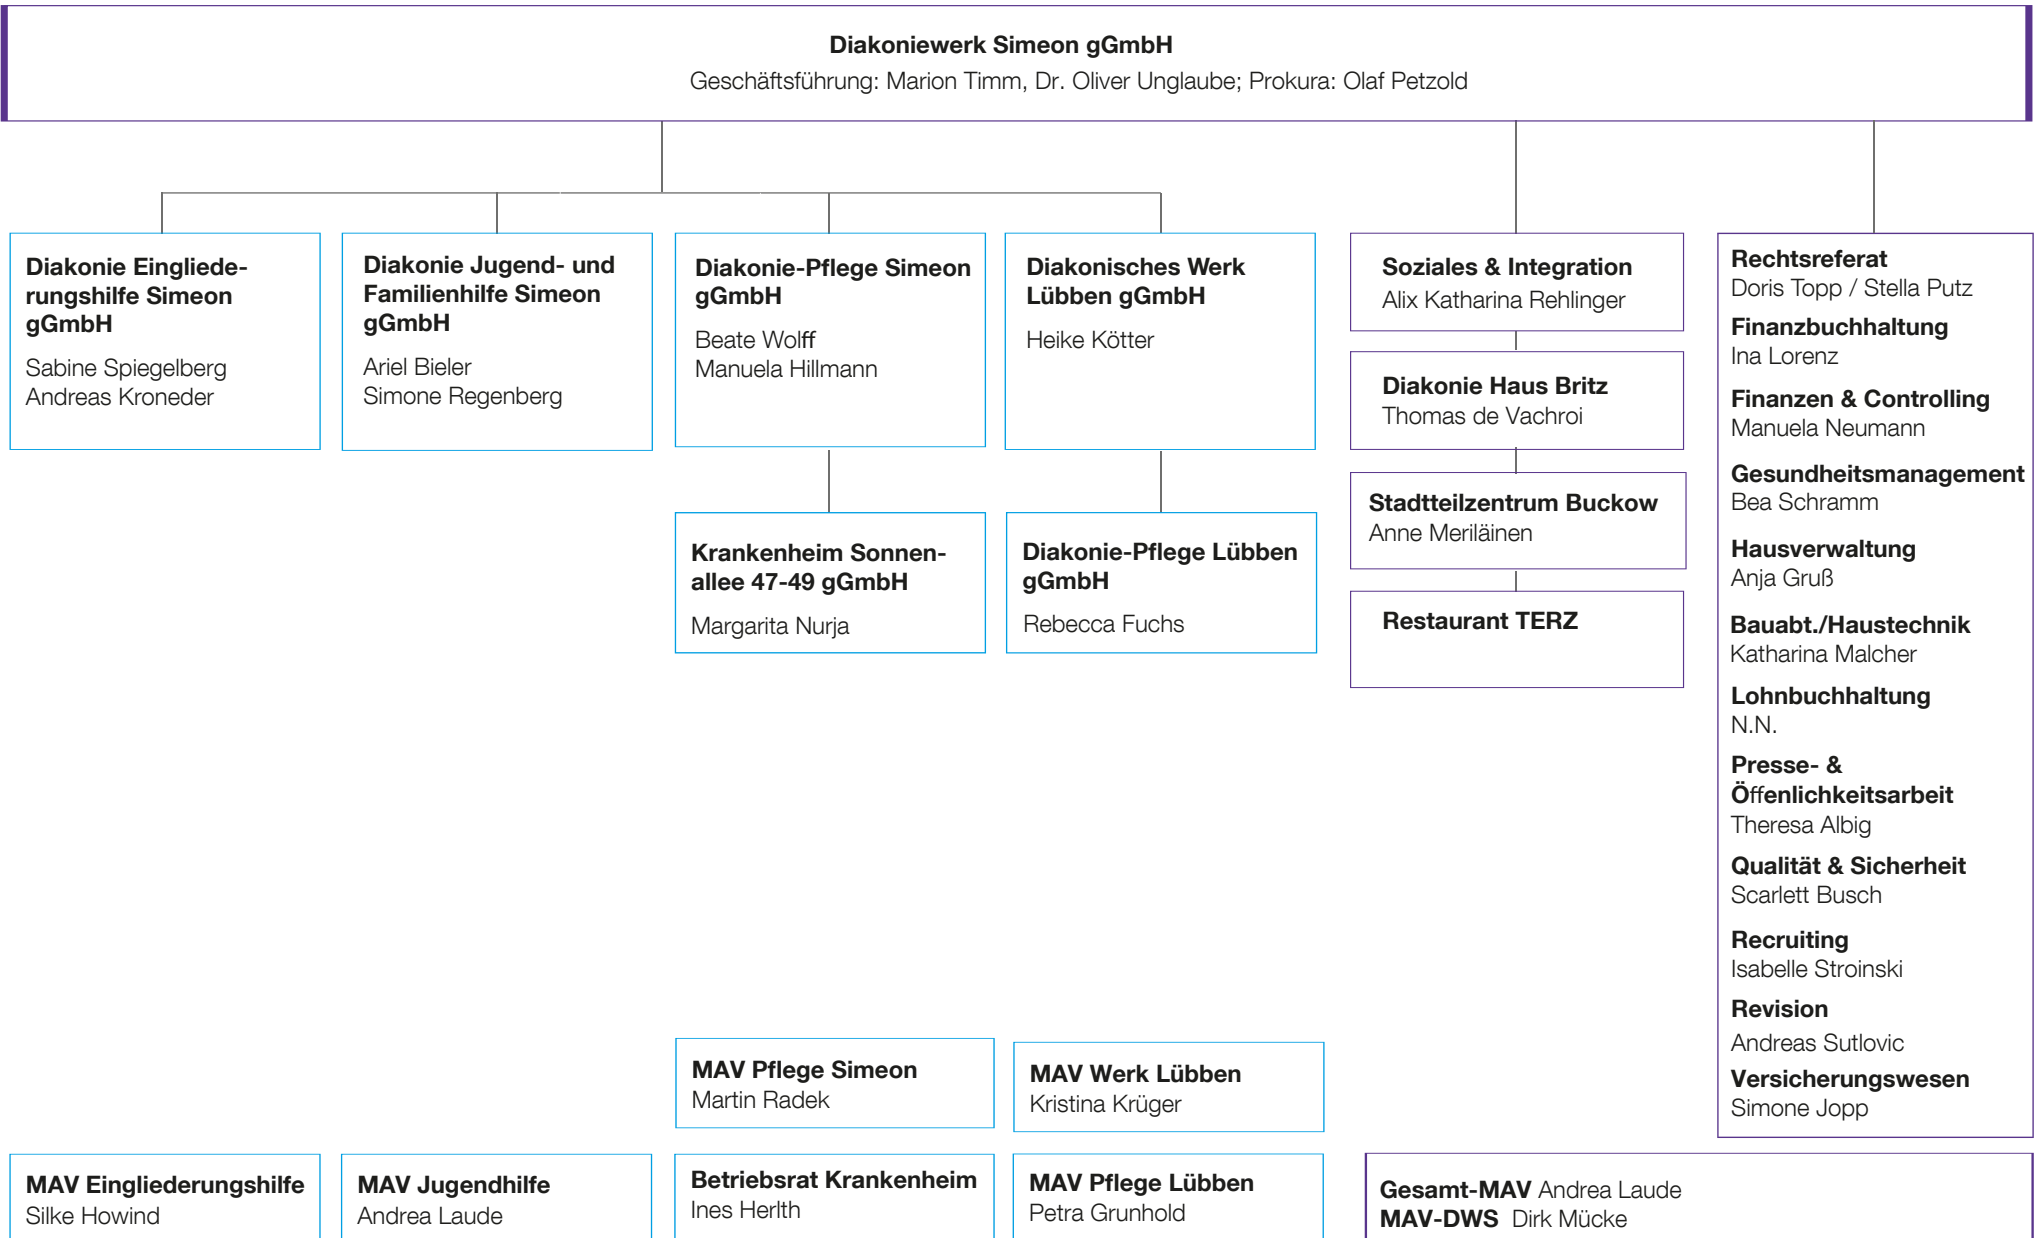 Diakoniewerk Simeon gGmbH
Geschäftsführung: Marion Timm, Dr. Oliver Unglaube; Prokura: Olaf Petzold
Diakonie Eingliede-
rungshilfe Simeon
gGmbH
Sabine Spiegelberg
Andreas Kroneder
Diakonie Jugend- und
Familienhilfe Simeon
gGmbH
Ariel Bieler
Simone Regenberg
Diakonie-Pflege Simeon
gGmbH
Beate Wolff
Manuela Hillmann
Diakonisches Werk
Lübben gGmbH
Heike Kötter
Krankenheim Sonnen-
allee 47-49 gGmbH
Margarita Nurja
Diakonie-Pflege Lübben
gGmbH
Rebecca Fuchs
Soziales & Integration
Alix Katharina Rehlinger
Diakonie Haus Britz
Thomas de Vachroi
Stadtteilzentrum Buckow
Anne Meriläinen
Restaurant TERZ
Rechtsreferat
Doris Topp / Stella Putz
Finanzbuchhaltung
Ina Lorenz
Finanzen & Controlling
Manuela Neumann
Gesundheitsmanagement
Bea Schramm
Hausverwaltung
Anja Gruß
Bauabt./Haustechnik
Katharina Malcher
Lohnbuchhaltung
N.N.
Presse- &
Öffenlichkeitsarbeit
Theresa Albig
Qualität & Sicherheit
Scarlett Busch
Recruiting
Isabelle Stroinski
Revision
Andreas Sutlovic
Versicherungswesen
Simone Jopp
MAV Pflege Simeon
Martin Radek
MAV Werk Lübben
Kristina Krüger
MAV Eingliederungshilfe
Silke Howind
MAV Jugendhilfe
Andrea Laude
Betriebsrat Krankenheim
Ines Herlth
MAV Pflege Lübben
Petra Grunhold
Gesamt-MAV Andrea Laude
MAV-DWS Dirk Mücke